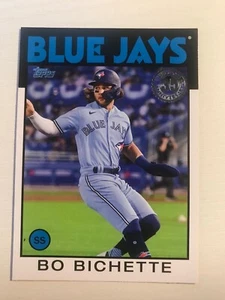 BLUE JAYS
Topps
BLUE JAYS
SS
BO BICHETTE